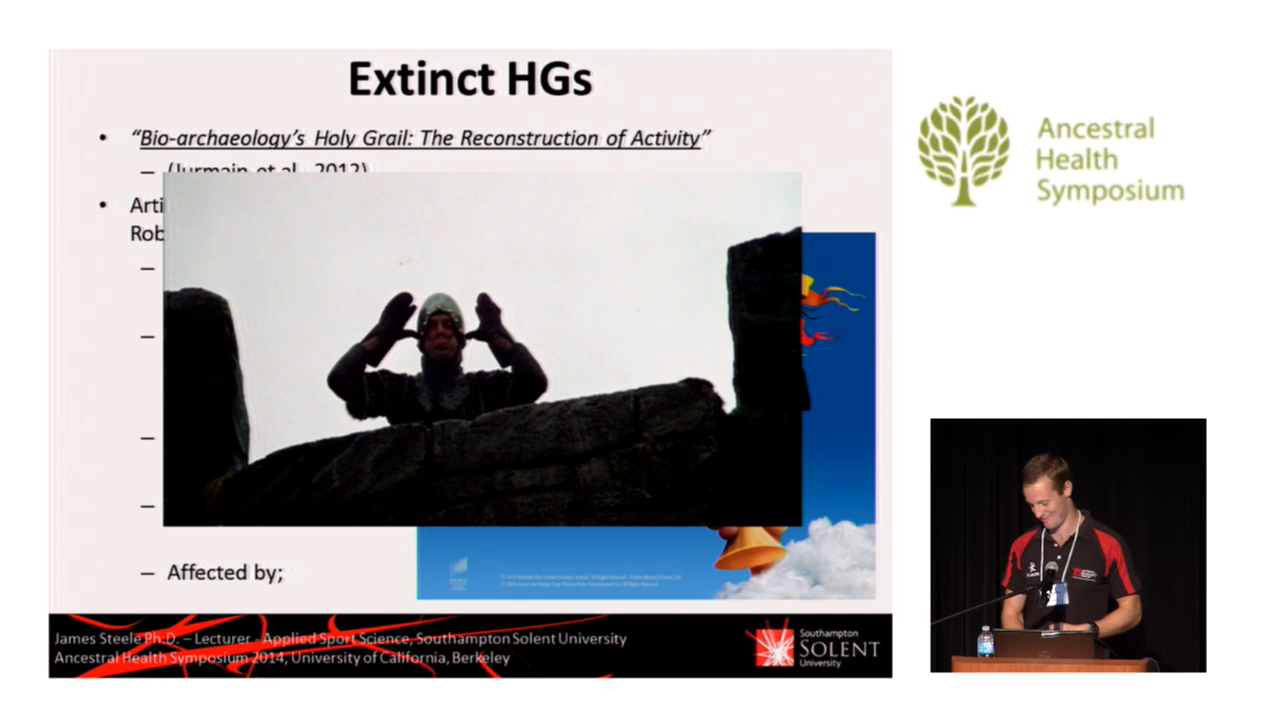 Extinct HGs
• “Bio-archaeology’s Holy Grail: The Reconstruction of Activity”
– (Jurmain et al., 2012)
• Arti
Rob
– Affected by;
James Steele Ph.D. – Lecturer - Applied Sport Science, Southampton Solent University
Ancestral Health Symposium 2014, University of California, Berkeley
Southampton
SOLENT
University
Ancestral
Health
Symposium